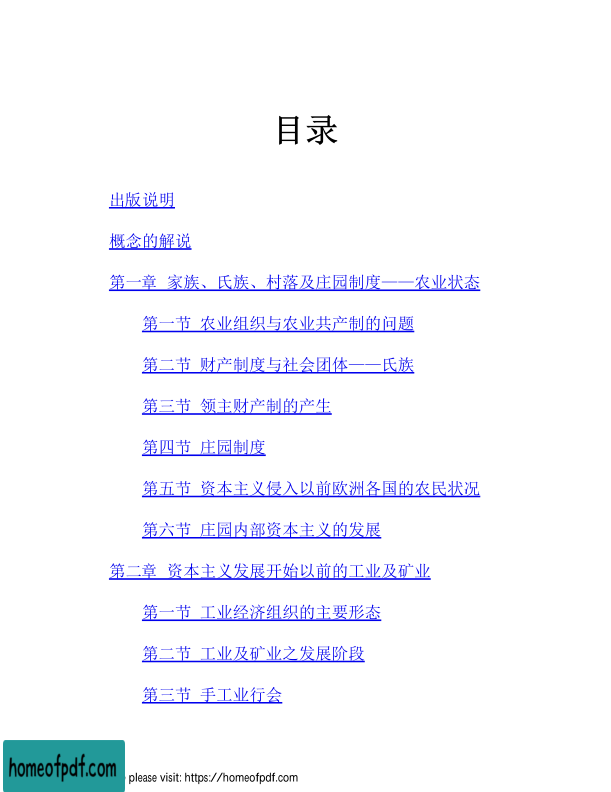 目录
出版说明
概念的解说
第一章 家族、氏族、村落及庄园制度——农业状态
第一节 农业组织与农业共产制的问题
第二节 财产制度与社会团体——氏族
第三节 领主财产制的产生
第四节 庄园制度
第五节 资本主义侵入以前欧洲各国的农民状况
第六节 庄园内部资本主义的发展
第二章 资本主义发展开始以前的工业及矿业
第一节 工业经济组织的主要形态
第二节 工业及矿业之发展阶段
第三节 手工业行会
homeofpdf.com
please visit: https://homeofpdf.com